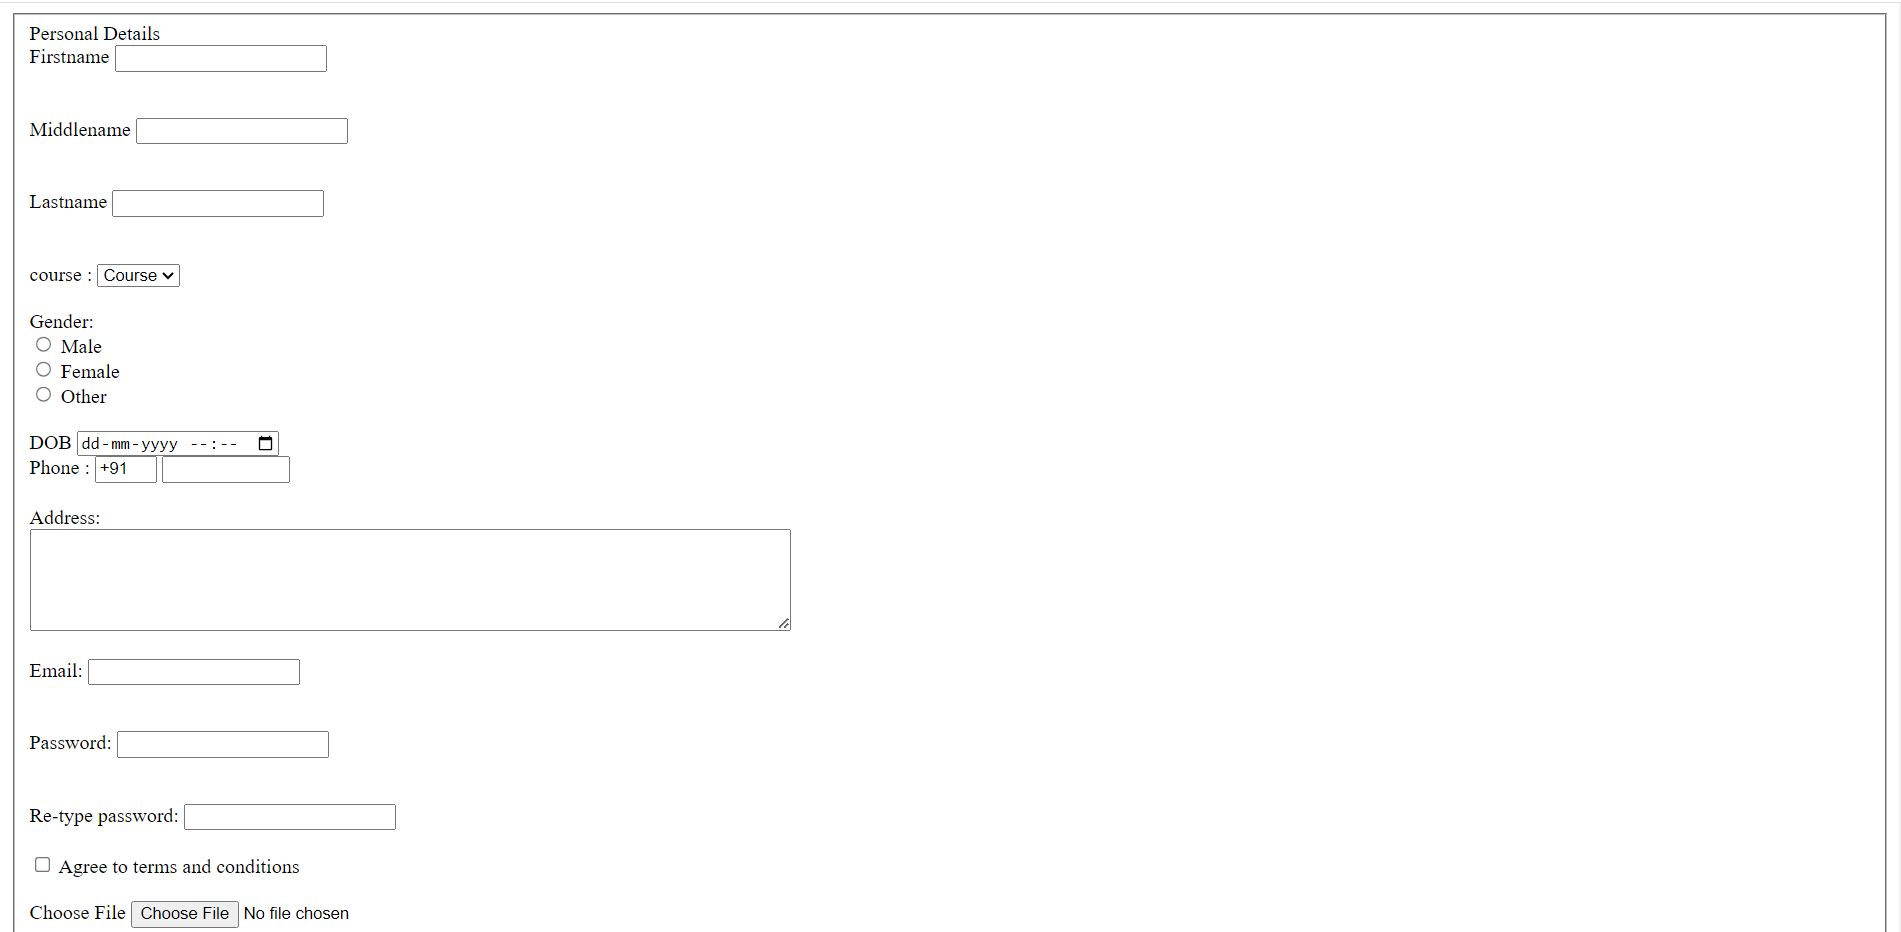 Personal Details
Firstname
Middlename
Lastname
course : Course
Gender:
Male
Female
Other
DOB dd-mm-yyyy --:--
Phone : +91
Address:
Email:
Password:
Re-type password:
Agree to terms and conditions
Choose File Choose File No file chosen